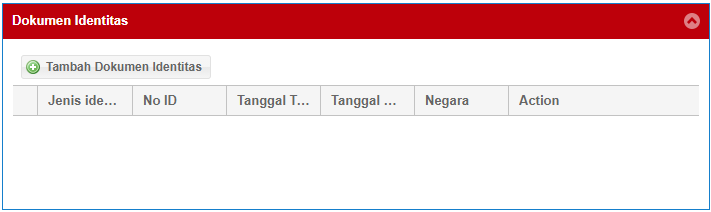 Dokumen Identitas
Tambah Dokumen Identitas
Jenis ide... No ID Tanggal T... Tanggal ... Negara Action